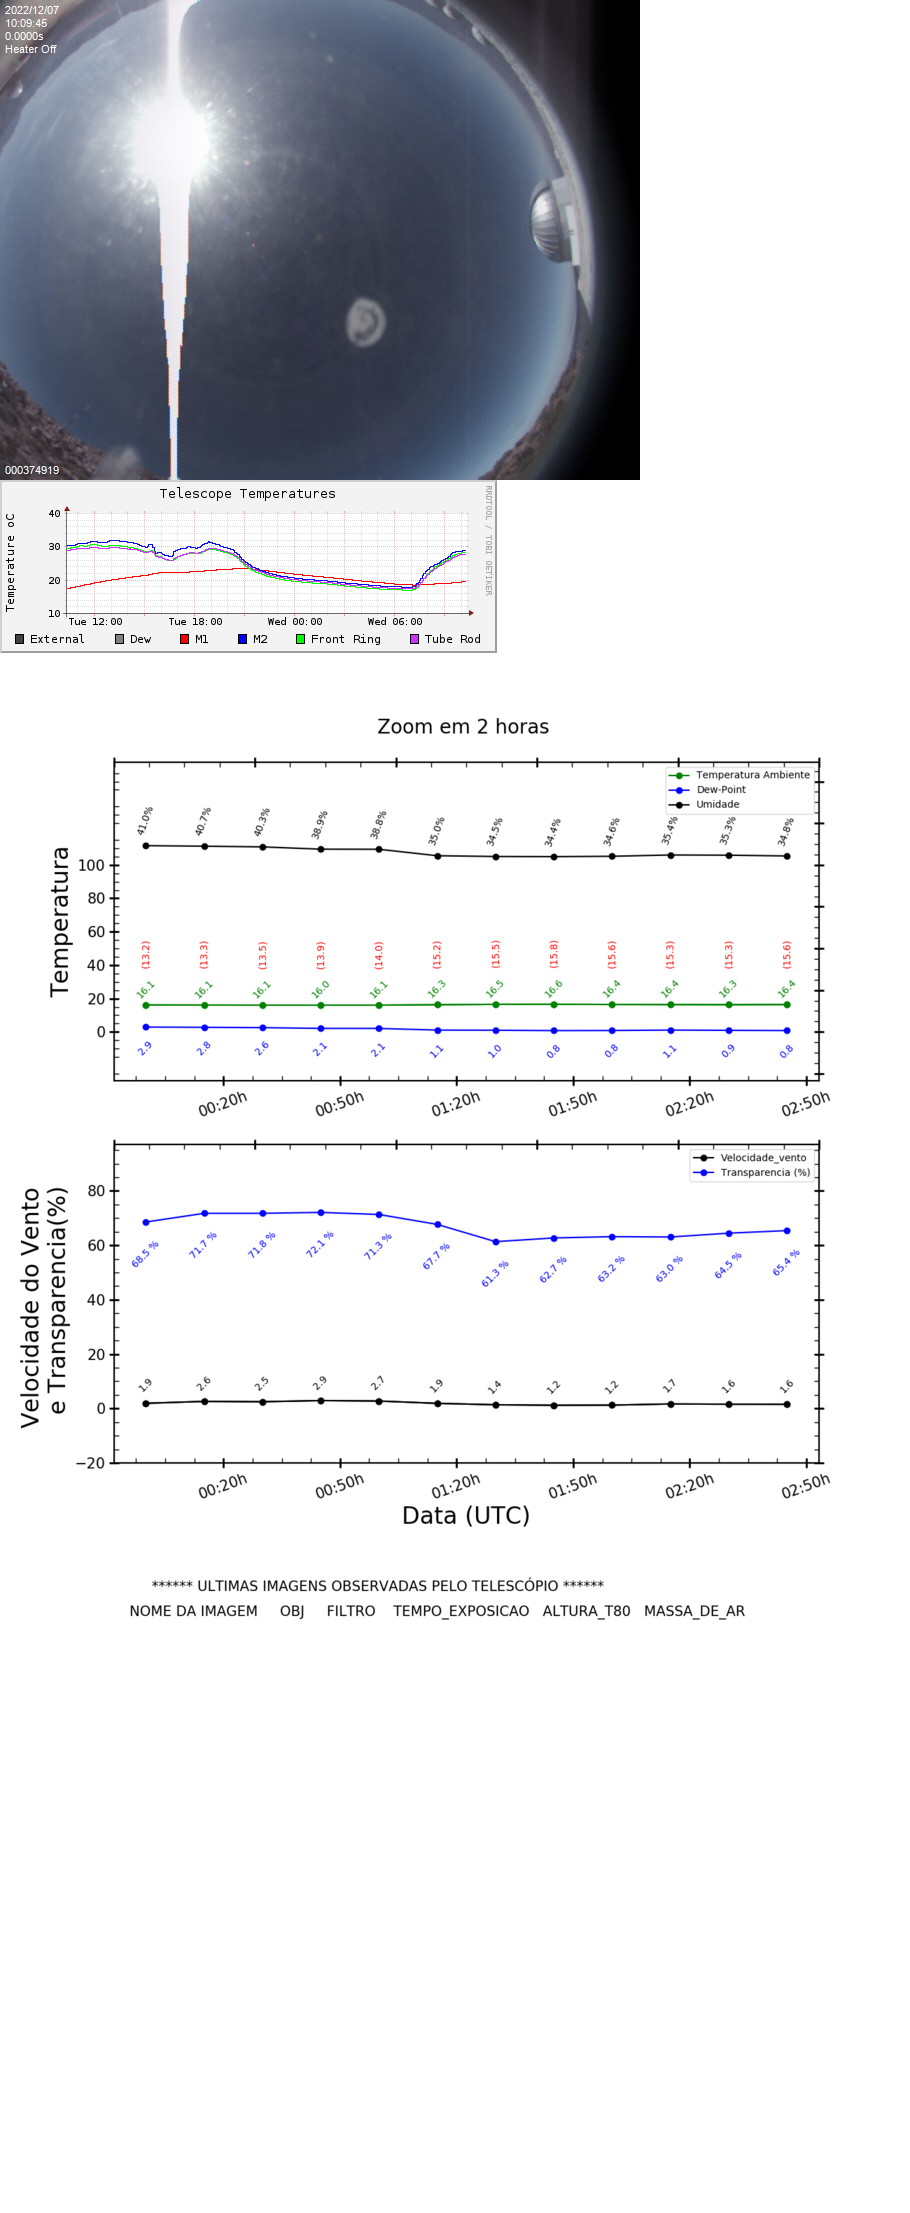 2022/12/07
10:09:45
0.0000s
Heater Off
000374919
Telescope Temperatures
RRDTOOL / TOBI OETIKER
Temperature oC
40
30
20
10
Tue 12:00 Tue 18:00 Wed 00:00 Wed 06:00
External Dew M1 M2 Front Ring Tube Rod
Zoom em 2 horas
Temperatura Ambiente
Dew-Point
Umidade
Temperatura
100
80
60
40
20
0
41.0% 40.7% 40.3% 38.9% 38.8% 35.0% 34.5% 34.4% 34.6% 35.4% 35.3% 34.8%
(13.2) (13.3) (13.5) (13.9) (14.0) (15.2) (15.5) (15.8) (15.6) (15.3) (15.3) (15.6)
16.1 16.1 16.1 16.0 16.1 16.3 16.5 16.6 16.4 16.4 16.3 16.4
2.9 2.8 2.6 2.1 2.1 1.1 1.0 0.8 0.8 1.1 0.9 0.8
00:20h 00:50h 01:20h 01:50h 02:20h 02:50h
Velocidade_vento
Transparencia (%)
Velocidade do Vento
e Transparencia(%)
80
60
40
20
0
−20
68.5 % 71.7 % 71.8 % 72.1 % 71.3 % 67.7 % 61.3 % 62.7 % 63.2 % 63.0 % 64.5 % 65.4 %
1.9 2.6 2.5 2.9 2.7 1.9 1.4 1.2 1.2 1.7 1.6 1.6
00:20h 00:50h 01:20h 01:50h 02:20h 02:50h
Data (UTC)
****** ULTIMAS IMAGENS OBSERVADAS PELO TELESCÓPIO ******
NOME DA IMAGEM OBJ FILTRO TEMPO_EXPOSICAO ALTURA_T80 MASSA_DE_AR